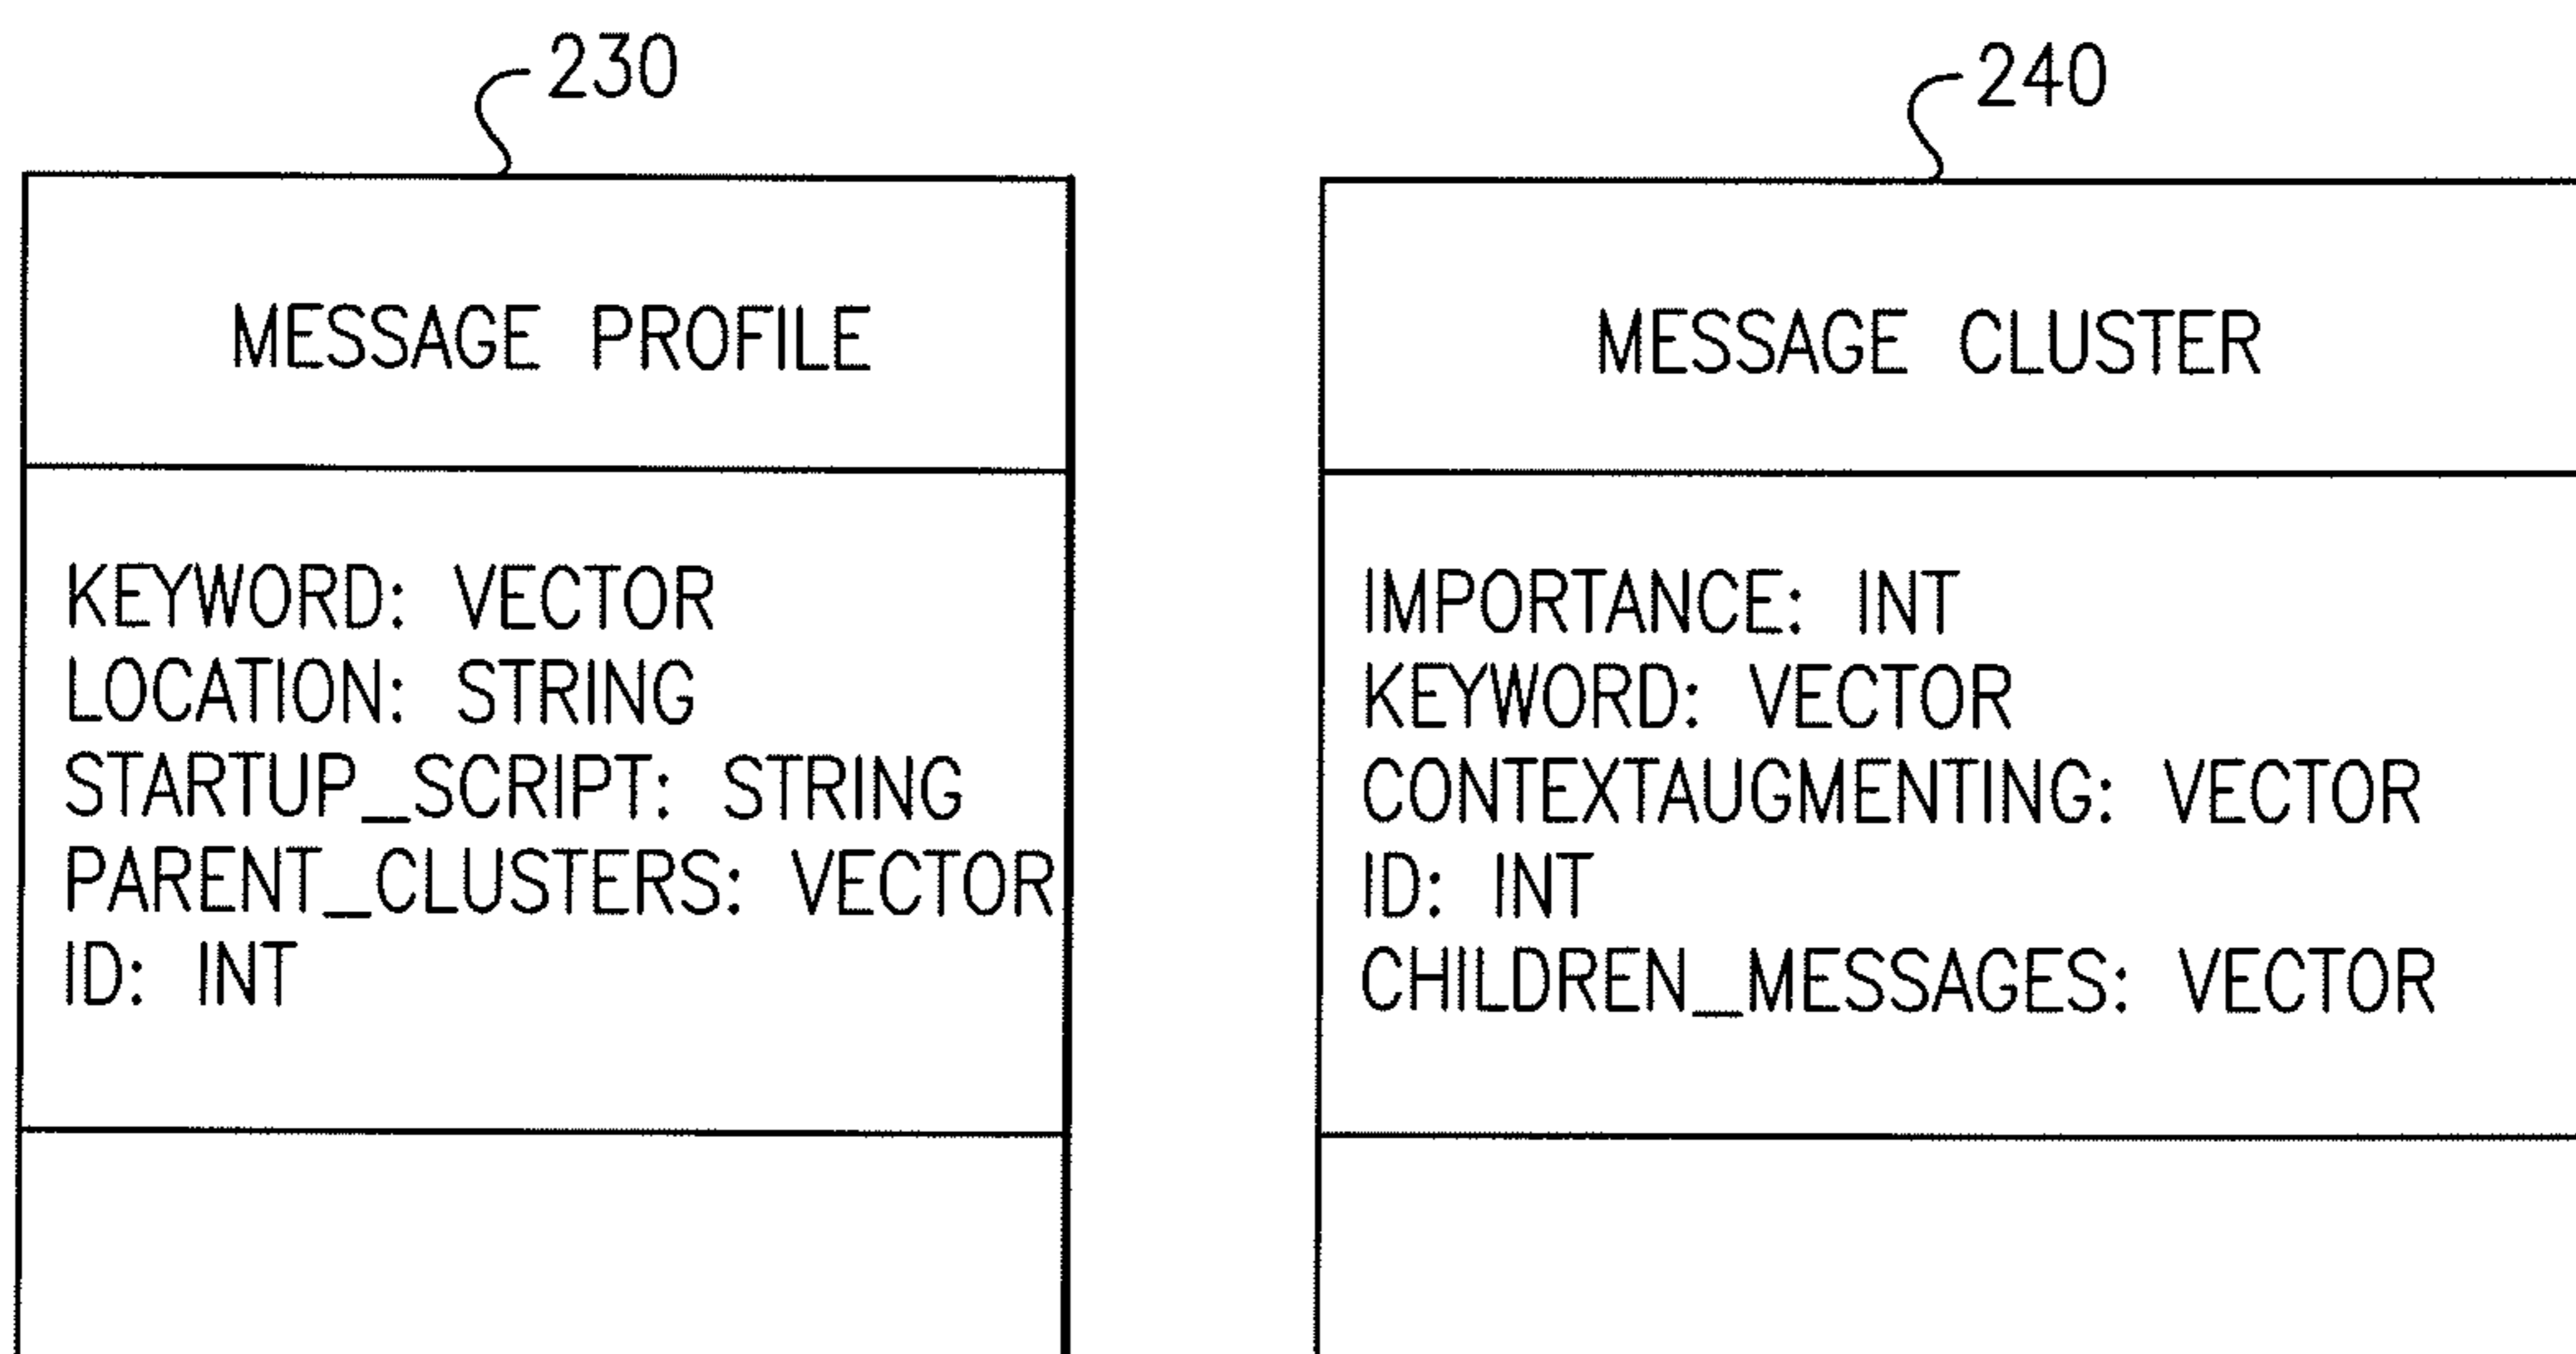 230
MESSAGE PROFILE
KEYWORD: VECTOR
LOCATION: STRING
STARTUP_SCRIPT: STRING
PARENT_CLUSTERS: VECTOR
ID: INT
240
MESSAGE CLUSTER
IMPORTANCE: INT
KEYWORD: VECTOR
CONTEXTAUGMENTING: VECTOR
ID: INT
CHILDREN_MESSAGES: VECTOR